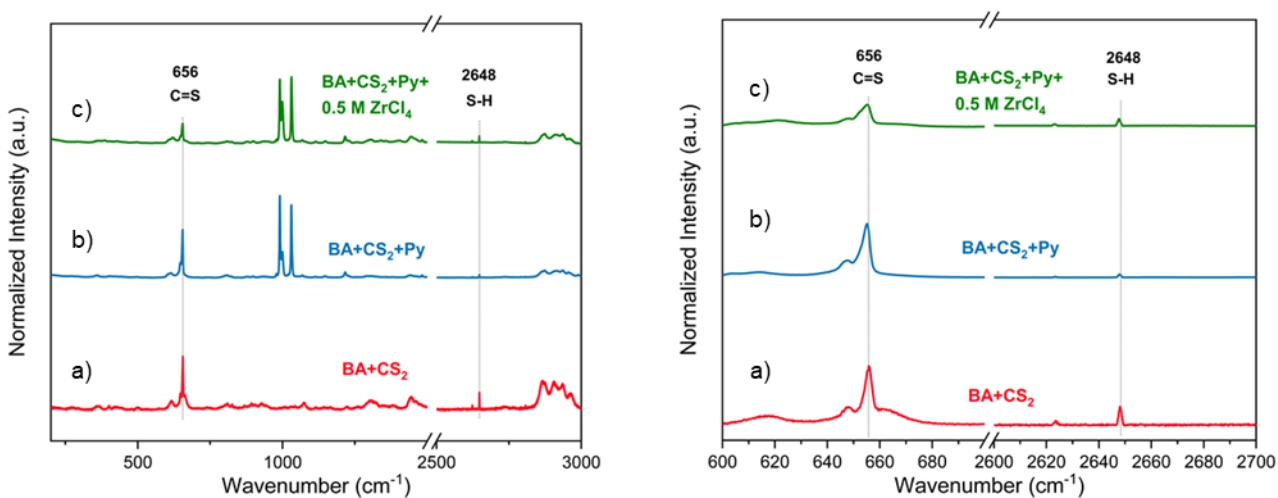 Normalized Intensity (a.u.)
656
C=S
BA+CS₂+Py+
0.5 M ZrCl₄
2648
S-H
c)
b)
BA+CS₂+Py
a)
BA+CS₂
500
1000
2500
3000
Wavenumber (cm⁻¹)
Normalized Intensity (a.u.)
656
C=S
BA+CS₂+Py+
0.5 M ZrCl₄
2648
S-H
c)
b)
BA+CS₂+Py
a)
BA+CS₂
600
620
640
660
680
2600
2620
2640
2660
2680
2700
Wavenumber (cm⁻¹)